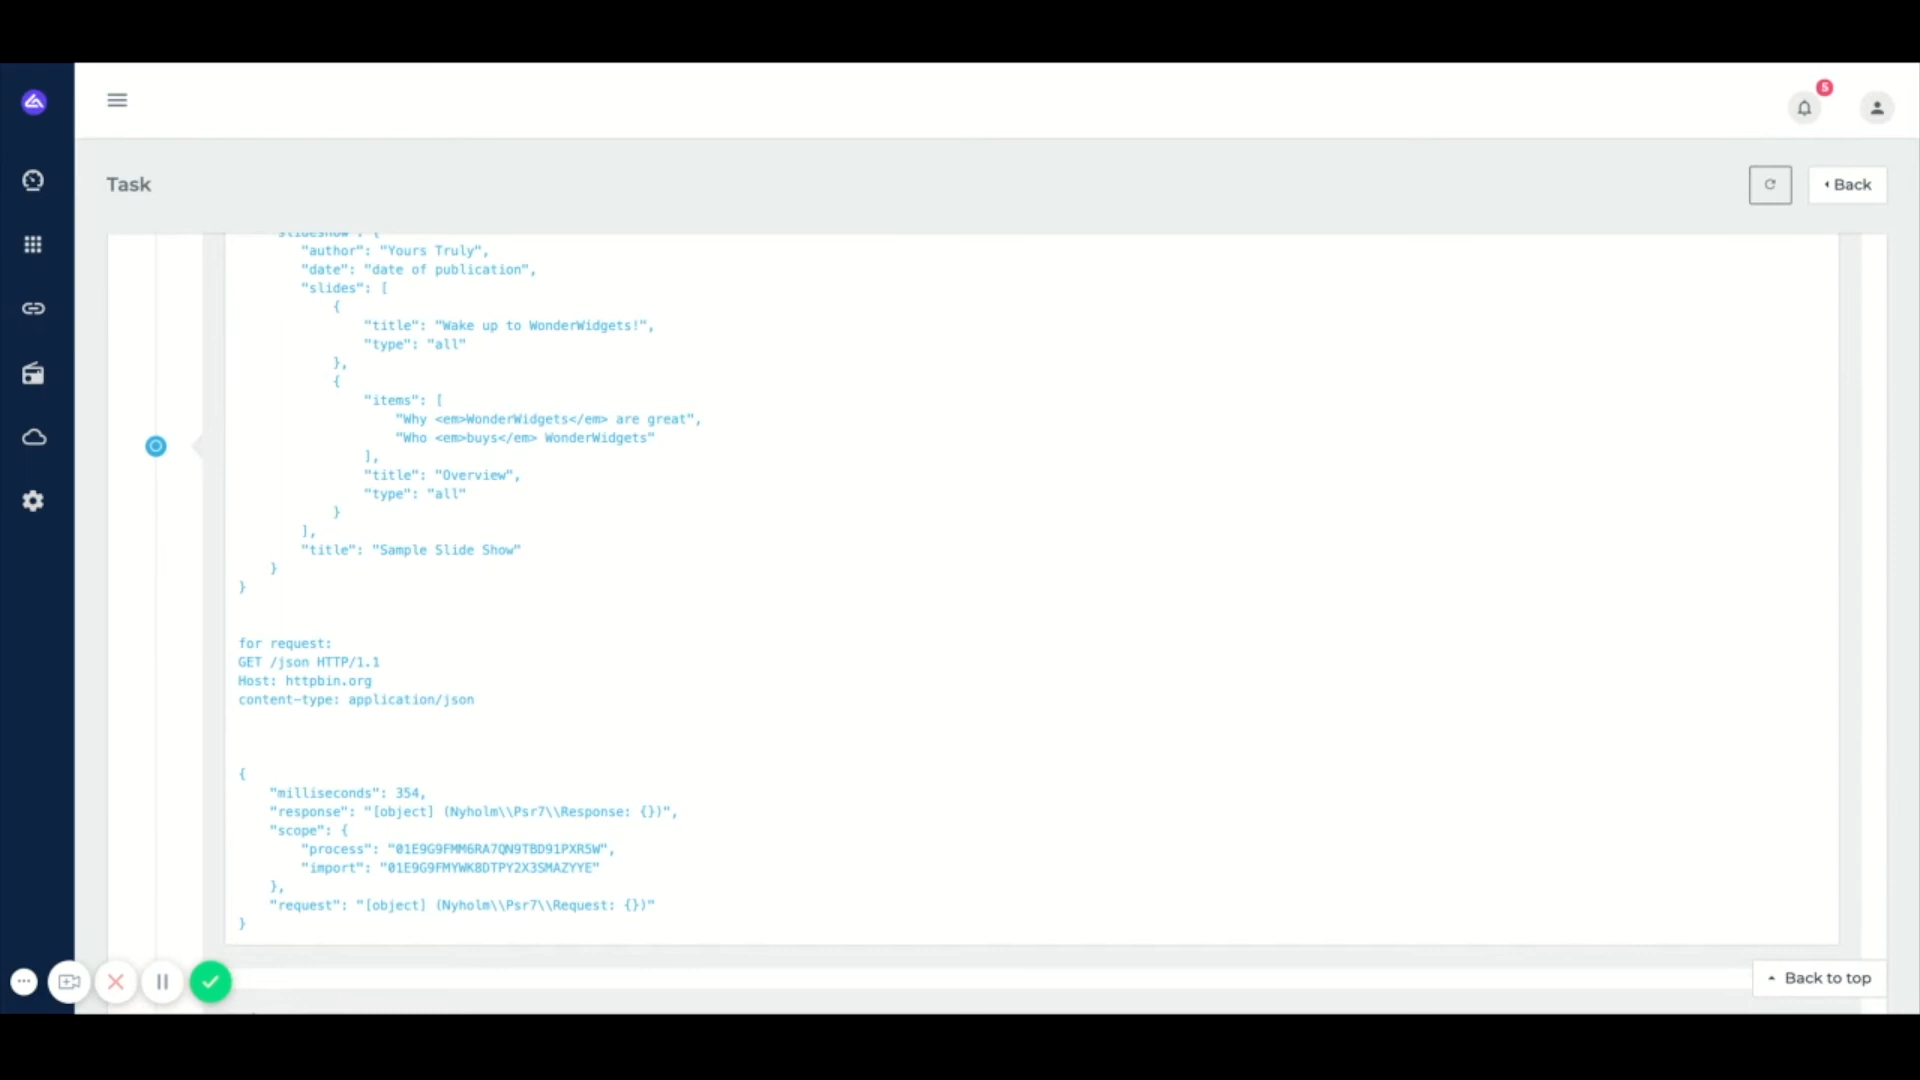 5
Task
Back
"slideshow": {
"author": "Yours Truly",
"date": "date of publication",
"slides": [
{
"title": "Wake up to WonderWidgets!",
"type": "all"
},
{
"items": [
"Why <em>WonderWidgets</em> are great",
"Who <em>buys</em> WonderWidgets"
],
"title": "Overview",
"type": "all"
}
],
"title": "Sample Slide Show"
}
}
for request:
GET /json HTTP/1.1
Host: httpbin.org
content-type: application/json
{
"milliseconds": 354,
"response": "[object] (Nyholm\\Psr7\\Response: {})",
"scope": {
"process": "01E9G9FMM6RA7QN9TBD91PXR5W",
"import": "01E9G9FMYWK8DTPY2X3SMAZYYE"
},
"request": "[object] (Nyholm\\Psr7\\Request: {})"
}
Back to top